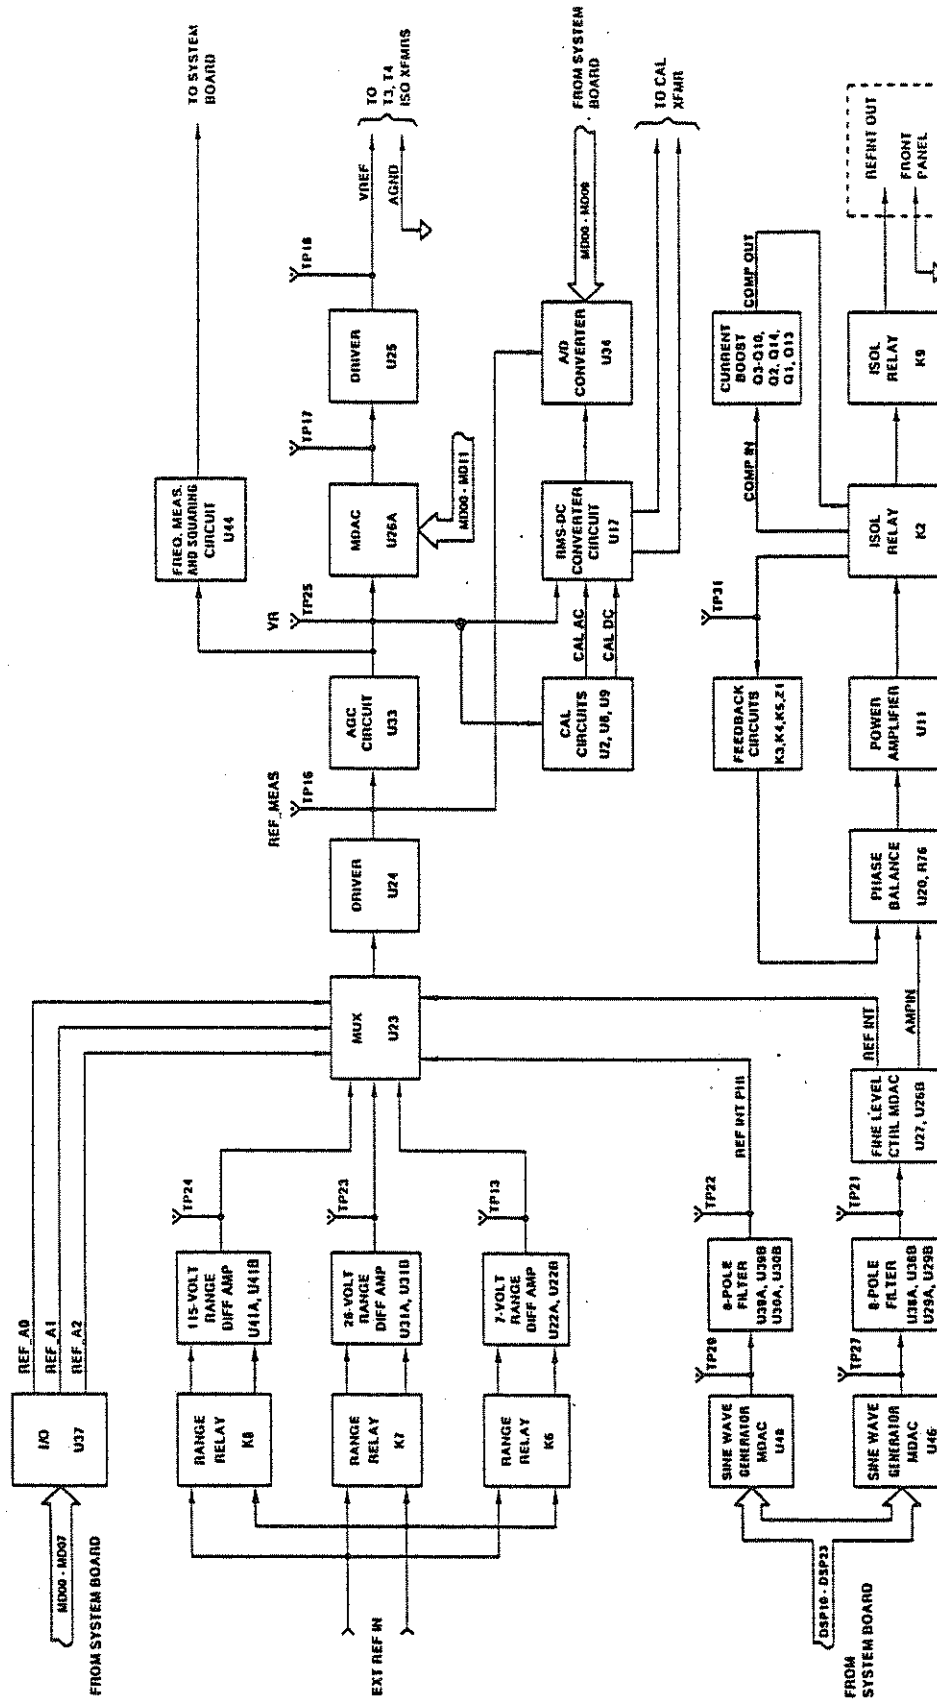 FROM SYSTEM BOARD
MD00 - MD07
I/O
U37
REF_A0
REF_A1
REF_A2
EXT REF IN
RANGE
RELAY
K8
115-VOLT
RANGE
DIFF AMP
U41A, U41B
TP24
RANGE
RELAY
K7
RANGE
DIFF AMP
U31A, U31B
TP23
RANGE
RELAY
K6
7-VOLT
RANGE
DIFF AMP
U22A, U22B
TP13
MUX
U23
DRIVER
U24
REF_MEAS
TP16
AGC
CIRCUIT
U33
VR
TP25
FREQ. MEAS.
AND SQUARING
CIRCUIT
U44
TO SYSTEM
BOARD
MDAC
U26A
MD00 - MD11
TP17
DRIVER
U25
TP18
VREF
AGND
TO
T3, T4
ISO XFMRS
CAL
CIRCUITS
U2, U8, U9
CAL AC
CAL DC
RMS-DC
CONVERTER
CIRCUIT
U17
A/D
CONVERTER
U34
FROM SYSTEM
BOARD
TO CAL
XFMR
FROM
SYSTEM BOARD
DSP10 - DSP23
SINE WAVE
GENERATOR
MDAC
TP29
8-POLE
FILTER
U39A, U39B
U30A, U30B
TP22
REF INT PHI
SINE WAVE
GENERATOR
MDAC
U46
TP27
8-POLE
FILTER
U38A, U38B
U29A, U29B
TP21
FINE LEVEL
CTRL MDAC
U27, U26B
REF INT
AMPIN
PHASE
BALANCE
U20, R76
POWER
AMPLIFIER
U11
FEEDBACK
CIRCUITS
K3,K4,K5,Z1
TP31
ISOL
RELAY
K2
COMP IN
CURRENT
BOOST
Q3-Q10,
Q2, Q14,
Q1, Q13
COMP OUT
ISOL
RELAY
K9
REFINT OUT
FRONT
PANEL